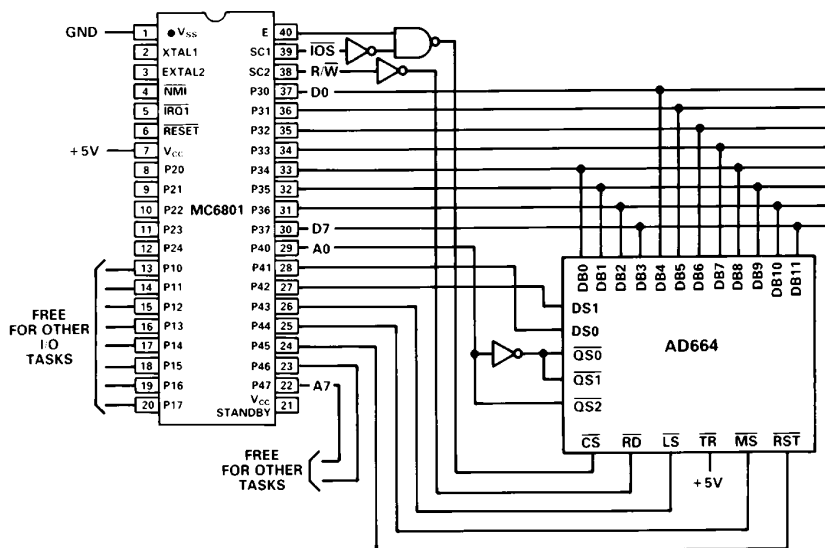 GND
1 ●VSS E 40
2 XTAL1 SC1 39 IOS
3 EXTAL2 SC2 38 R/W
4 NMI P30 37 D0
5 IRQ1 P31 36
6 RESET P32 35
+5V
7 VCC P33 34
8 P20 P34 33
9 P21 P35 32
10 P22 MC6801 P36 31
11 P23 P37 30 D7
12 P24 P40 29 A0
13 P10 P41 28
14 P11 P42 27
15 P12 P43 26
16 P13 P44 25
17 P14 P45 24
18 P15 P46 23
19 P16 P47 22 A7
20 P17 VCC STANDBY 21
FREE
FOR OTHER
I/O
TASKS
FREE
FOR OTHER
TASKS
DB0 DB1 DB2 DB3 DB4 DB5 DB6 DB7 DB8 DB9 DB10 DB11
DS1
DS0
QS0
QS1
QS2
AD664
CS RD LS TR MS RST
+5V